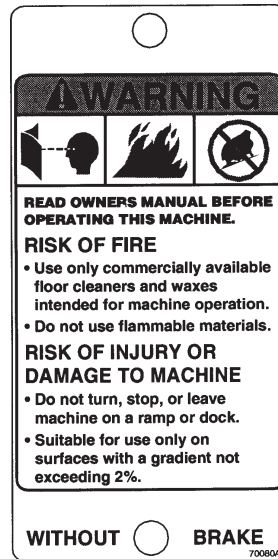 WARNING
READ OWNERS MANUAL BEFORE
OPERATING THIS MACHINE.
RISK OF FIRE
• Use only commercially available
floor cleaners and waxes
intended for machine operation.
• Do not use flammable materials.
RISK OF INJURY OR
DAMAGE TO MACHINE
• Do not turn, stop, or leave
machine on a ramp or dock.
• Suitable for use only on
surfaces with a gradient not
exceeding 2%.
WITHOUT BRAKE